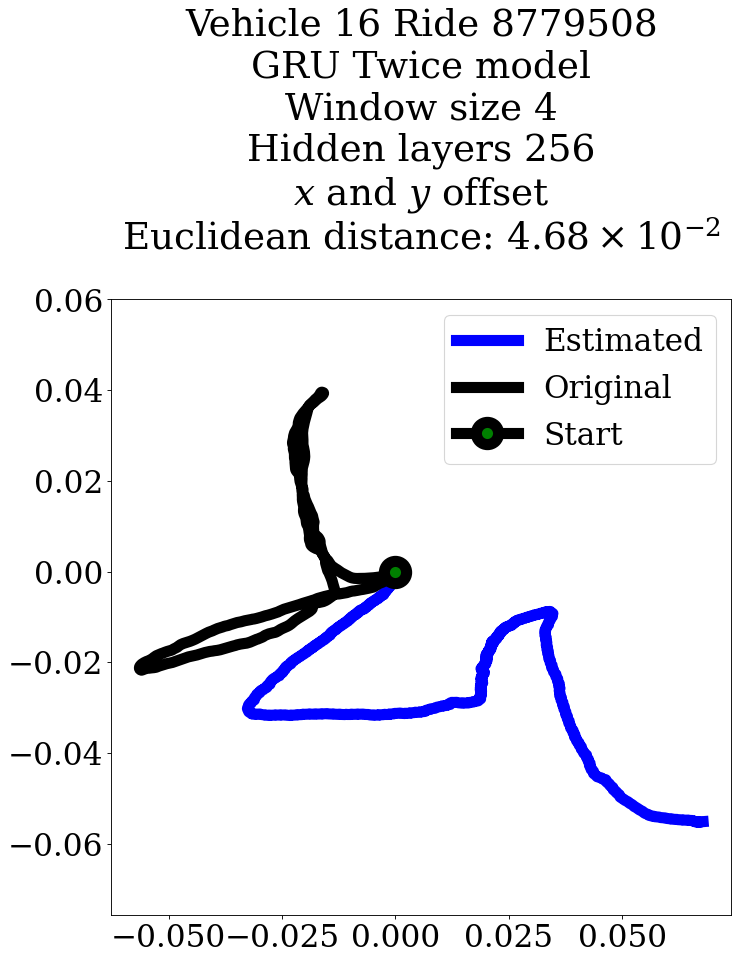 Vehicle 16 Ride 8779508
GRU Twice model
Window size 4
Hidden layers 256
x and y offset
Euclidean distance: 4.68 × 10⁻²
0.06
0.04
0.02
0.00
−0.02
−0.04
−0.06
Estimated
Original
Start
−0.050 −0.025 0.000 0.025 0.050